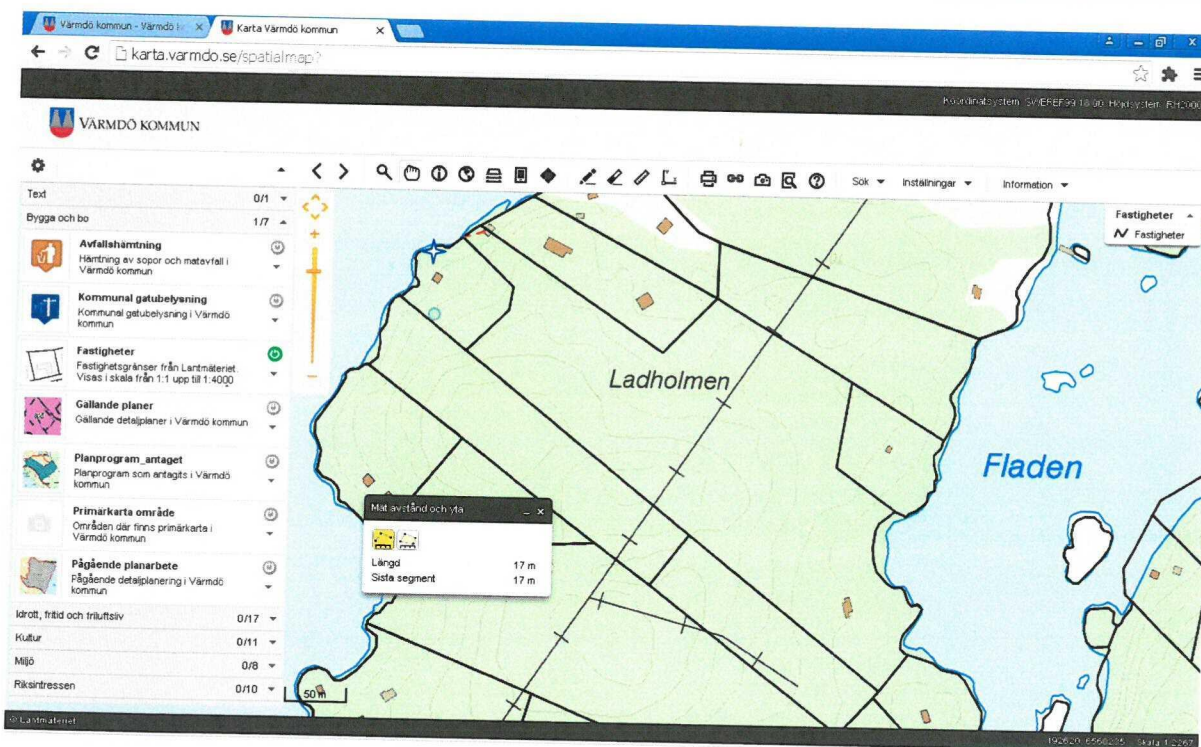 Värmdö kommun - Värmdö
Karta Värmdö kommun
karta.varmdo.se/spatialmap?
Koordinatsystem: SWEREF99 18 00 Höjdsystem: RH2000
VÄRMDÖ KOMMUN
Sök
Inställningar
Information
Text 0/1
Bygga och bo 1/7
Avfallshämtning
Hämtning av sopor och matavfall i
Värmdö kommun
Kommunal gatubelysning
Kommunal gatubelysning i Värmdö
kommun
Fastigheter
Fastighetsgränser från Lantmäteriet.
Visas i skala från 1:1 upp till 1:4000
Gällande planer
Gällande detaljplaner i Värmdö kommun
Planprogram_antaget
Planprogram som antagits i Värmdö
kommun
Primärkarta område
Områden där finns primärkarta i
Värmdö kommun
Pågående planarbete
Pågående detaljplanering i Värmdö
kommun
Idrott, fritid och friluftsliv 0/17
Kultur 0/11
Miljö 0/8
Riksintressen 0/10
Fastigheter
Fastigheter
Ladholmen
Fladen
Mät avstånd och yta
Längd 17 m
Sista segment 17 m
50 m
© Lantmäteriet
192620 6568235 Skala 1:2267